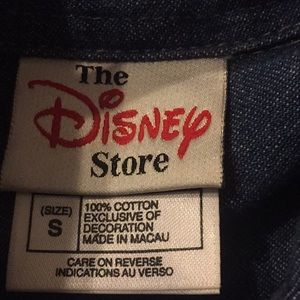 The
Disney
Store
(SIZE)
S
100% COTTON
EXCLUSIVE OF
DECORATION
MADE IN MACAU
CARE ON REVERSE
INDICATIONS AU VERSO